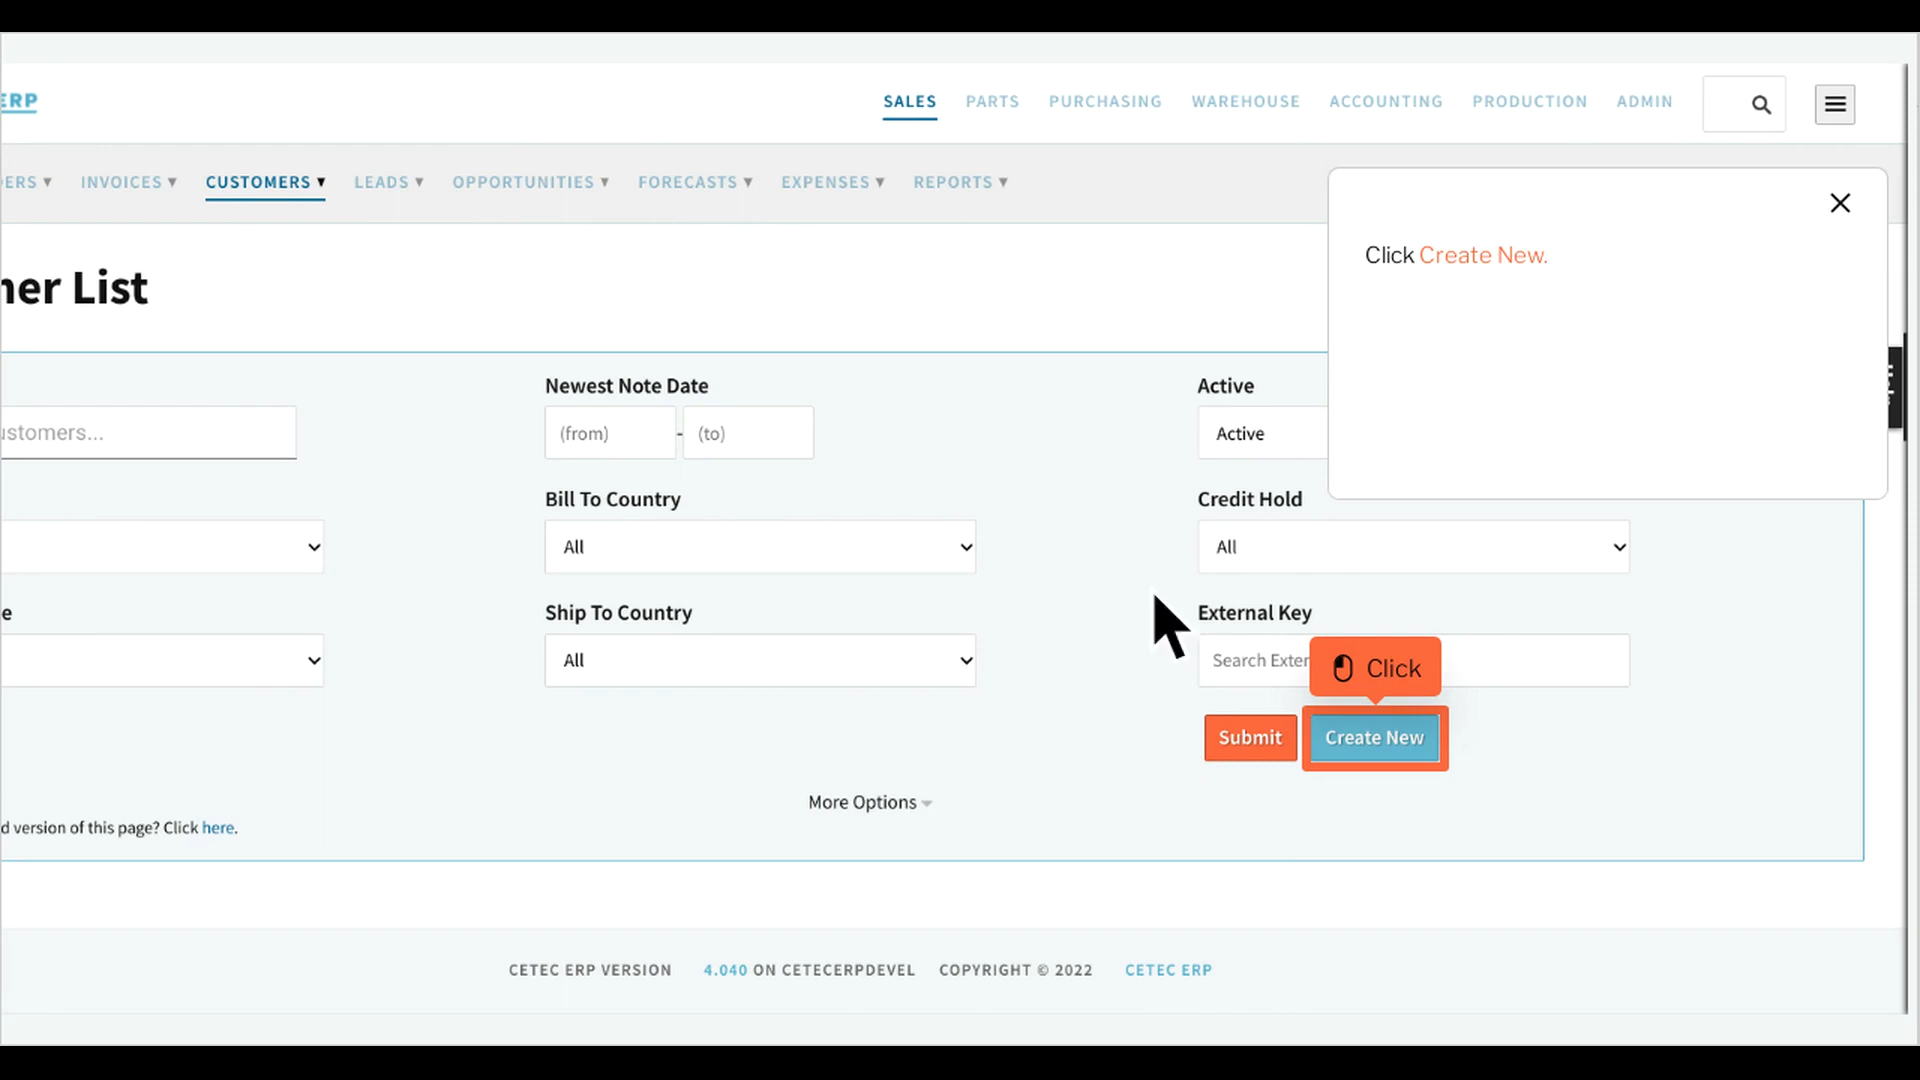 ERP
SALES PARTS PURCHASING WAREHOUSE ACCOUNTING PRODUCTION ADMIN
ERS INVOICES CUSTOMERS LEADS OPPORTUNITIES FORECASTS EXPENSES REPORTS
Click Create New.
ner List
Newest Note Date
Active
ustomers...
(from) - (to)
Active
Bill To Country
Credit Hold
All
All
e
Ship To Country
External Key
All
Search Exter
Click
Submit
Create New
More Options
d version of this page? Click here.
CETEC ERP VERSION 4.040 ON CETECERPDEVEL COPYRIGHT © 2022 CETEC ERP